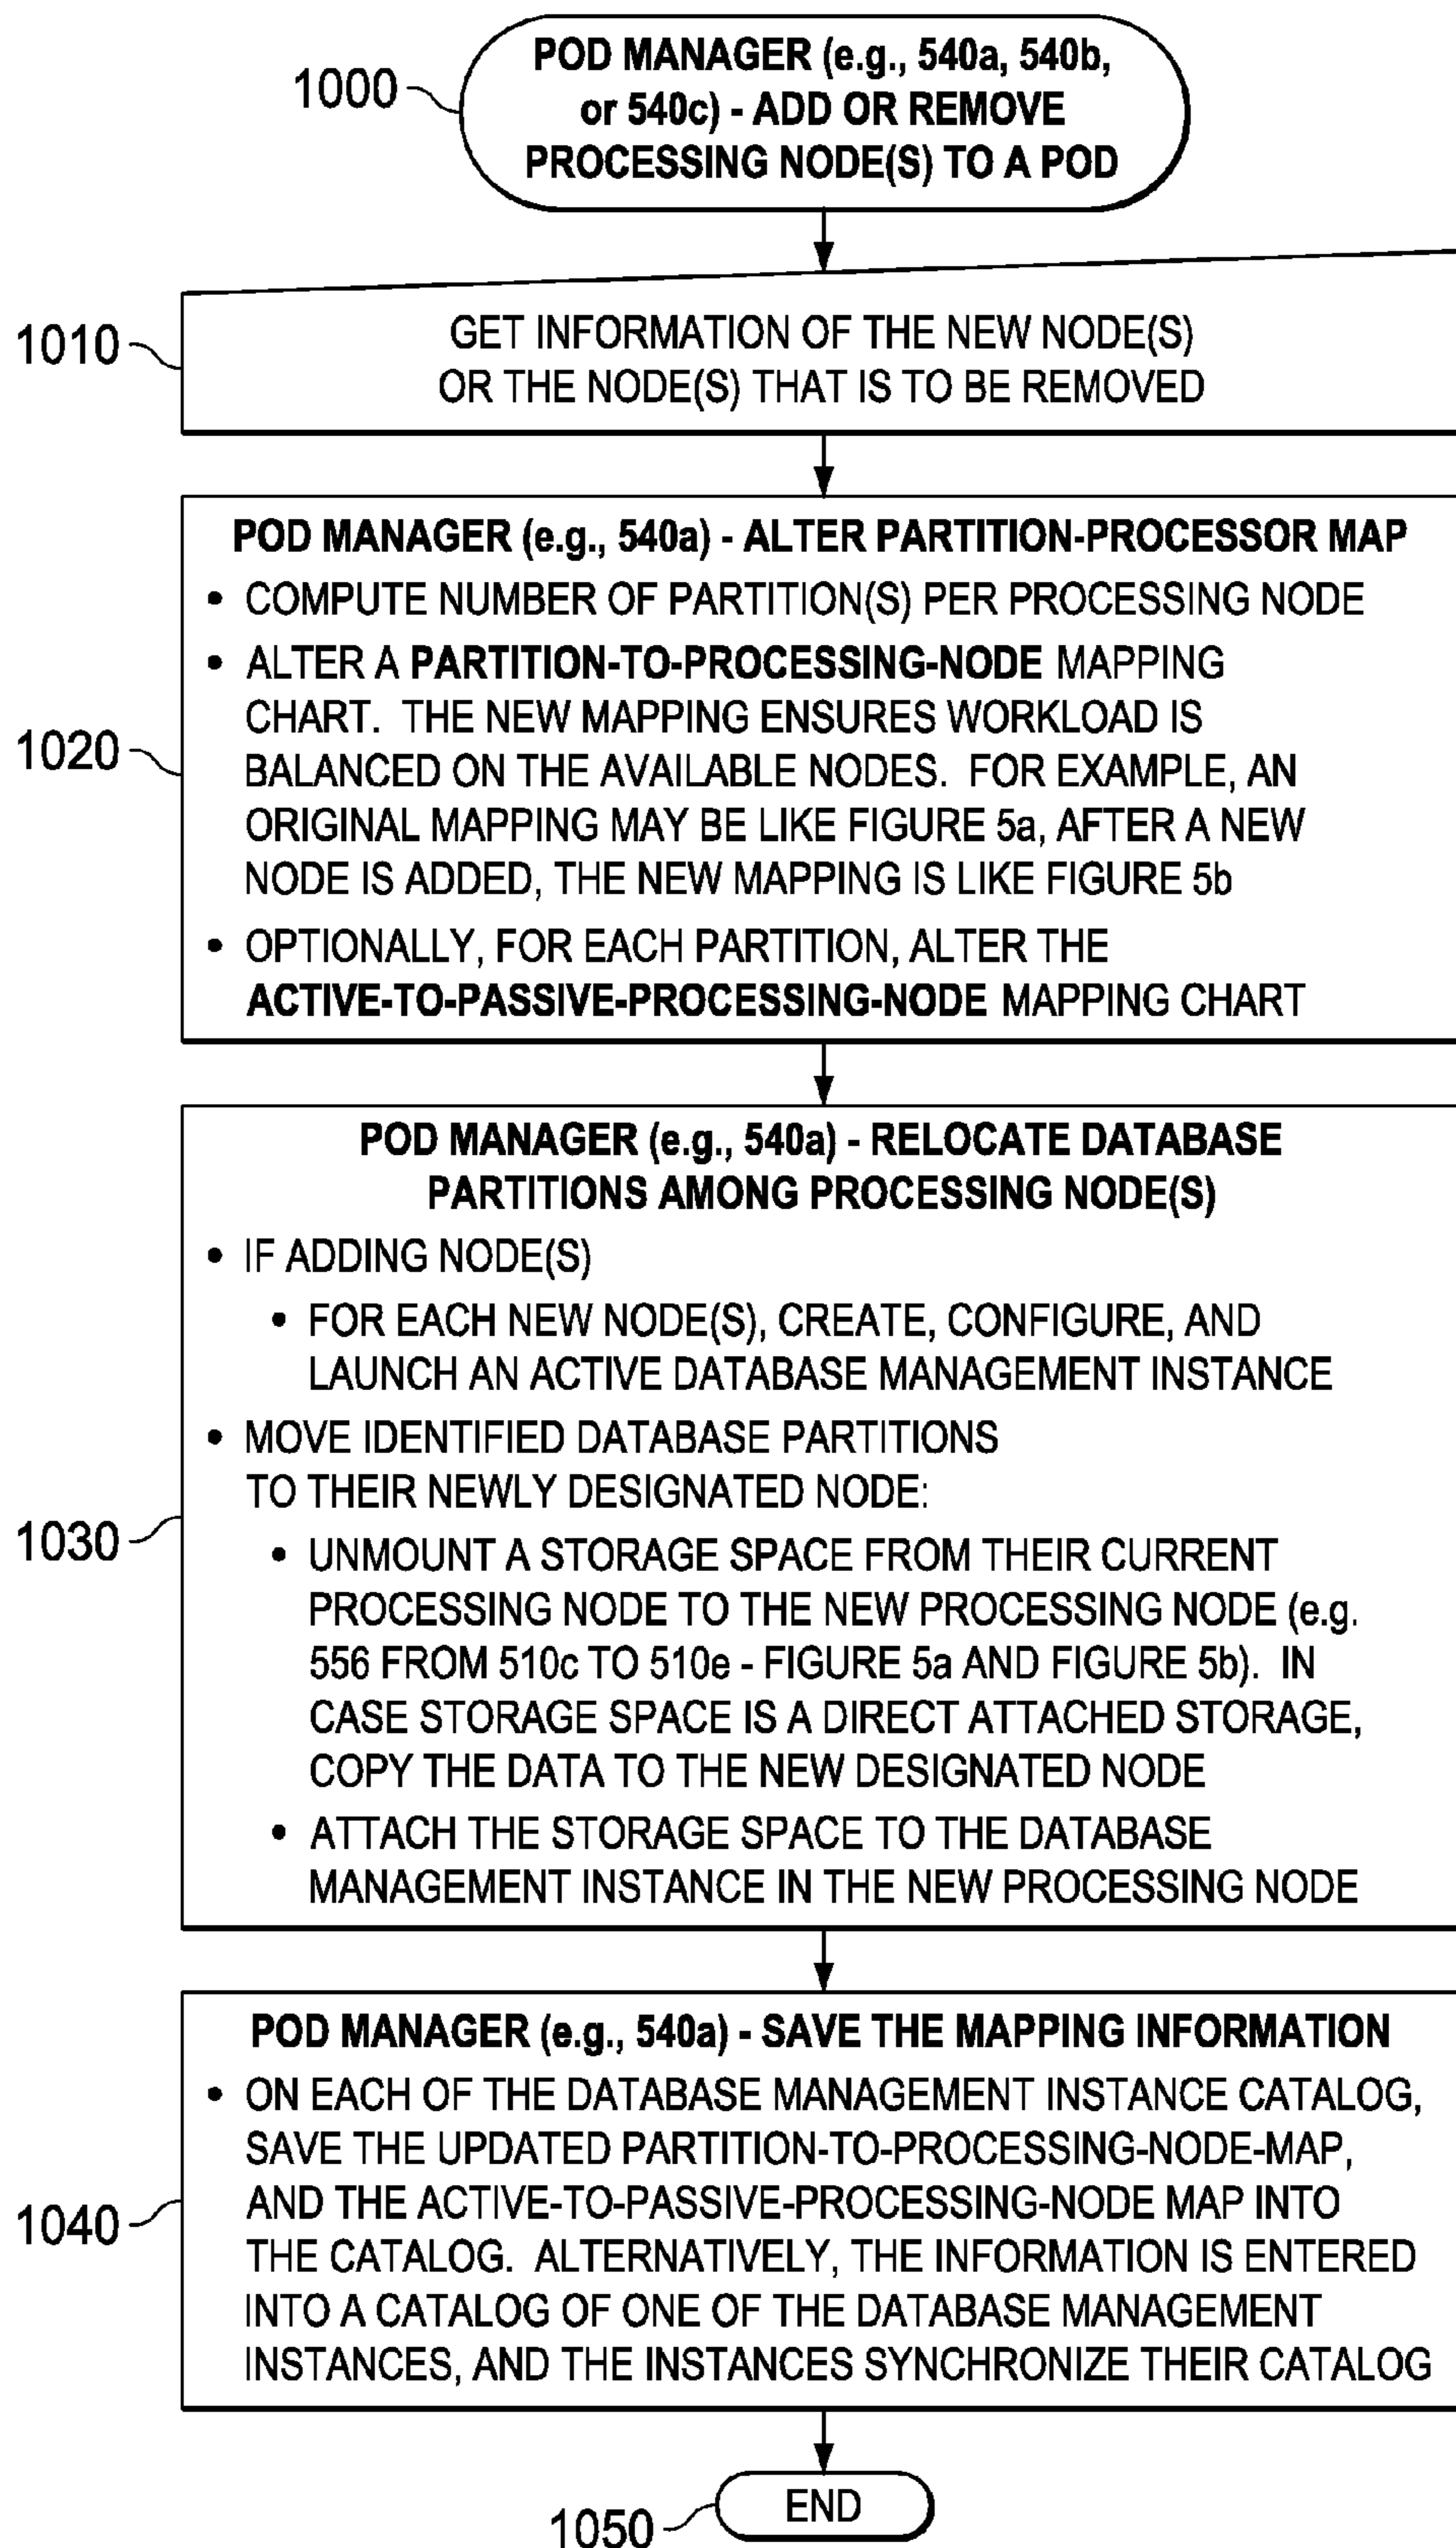 1000
POD MANAGER (e.g., 540a, 540b,
or 540c) - ADD OR REMOVE
PROCESSING NODE(S) TO A POD
1010
GET INFORMATION OF THE NEW NODE(S)
OR THE NODE(S) THAT IS TO BE REMOVED
1020
POD MANAGER (e.g., 540a) - ALTER PARTITION-PROCESSOR MAP
• COMPUTE NUMBER OF PARTITION(S) PER PROCESSING NODE
• ALTER A PARTITION-TO-PROCESSING-NODE MAPPING
CHART. THE NEW MAPPING ENSURES WORKLOAD IS
BALANCED ON THE AVAILABLE NODES. FOR EXAMPLE, AN
ORIGINAL MAPPING MAY BE LIKE FIGURE 5a, AFTER A NEW
NODE IS ADDED, THE NEW MAPPING IS LIKE FIGURE 5b
• OPTIONALLY, FOR EACH PARTITION, ALTER THE
ACTIVE-TO-PASSIVE-PROCESSING-NODE MAPPING CHART
1030
POD MANAGER (e.g., 540a) - RELOCATE DATABASE
PARTITIONS AMONG PROCESSING NODE(S)
• IF ADDING NODE(S)
• FOR EACH NEW NODE(S), CREATE, CONFIGURE, AND
LAUNCH AN ACTIVE DATABASE MANAGEMENT INSTANCE
• MOVE IDENTIFIED DATABASE PARTITIONS
TO THEIR NEWLY DESIGNATED NODE:
• UNMOUNT A STORAGE SPACE FROM THEIR CURRENT
PROCESSING NODE TO THE NEW PROCESSING NODE (e.g.
556 FROM 510c TO 510e - FIGURE 5a AND FIGURE 5b). IN
CASE STORAGE SPACE IS A DIRECT ATTACHED STORAGE,
COPY THE DATA TO THE NEW DESIGNATED NODE
• ATTACH THE STORAGE SPACE TO THE DATABASE
MANAGEMENT INSTANCE IN THE NEW PROCESSING NODE
1040
POD MANAGER (e.g., 540a) - SAVE THE MAPPING INFORMATION
• ON EACH OF THE DATABASE MANAGEMENT INSTANCE CATALOG,
SAVE THE UPDATED PARTITION-TO-PROCESSING-NODE-MAP,
AND THE ACTIVE-TO-PASSIVE-PROCESSING-NODE MAP INTO
THE CATALOG. ALTERNATIVELY, THE INFORMATION IS ENTERED
INTO A CATALOG OF ONE OF THE DATABASE MANAGEMENT
INSTANCES, AND THE INSTANCES SYNCHRONIZE THEIR CATALOG
1050
END